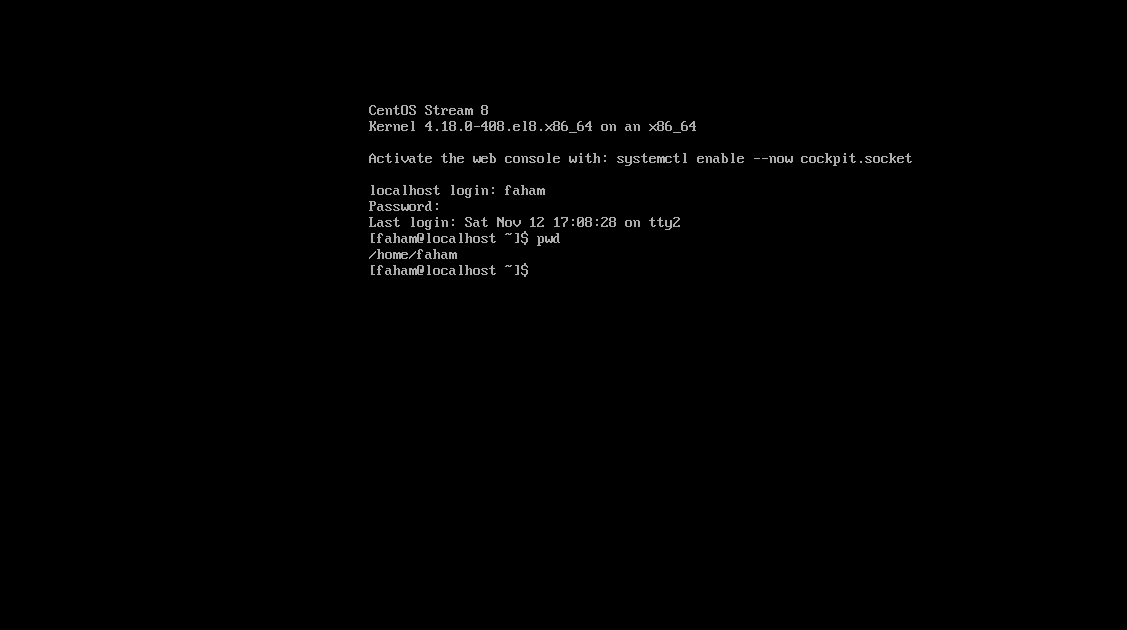 CentOS Stream 8
Kernel 4.18.0-408.el8.x86_64 on an x86_64
Activate the web console with: systemctl enable --now cockpit.socket
localhost login: faham
Password:
Last login: Sat Nov 12 17:08:28 on tty2
[faham@localhost ~]$ pwd
/home/faham
[faham@localhost ~]$